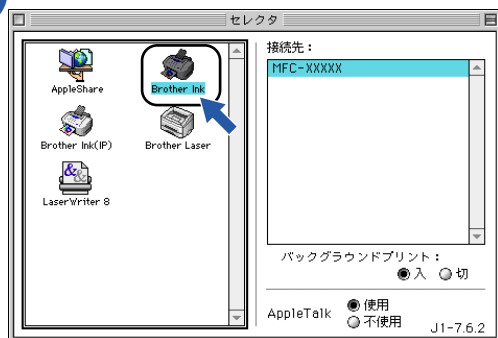 セレクタ
AppleShare
Brother Ink
Brother Ink(IP)
Brother Laser
LaserWriter 8
接続先：
MFC-XXXXX
バックグラウンドプリント：
入 切
AppleTalk
使用
不使用
J1-7.6.2